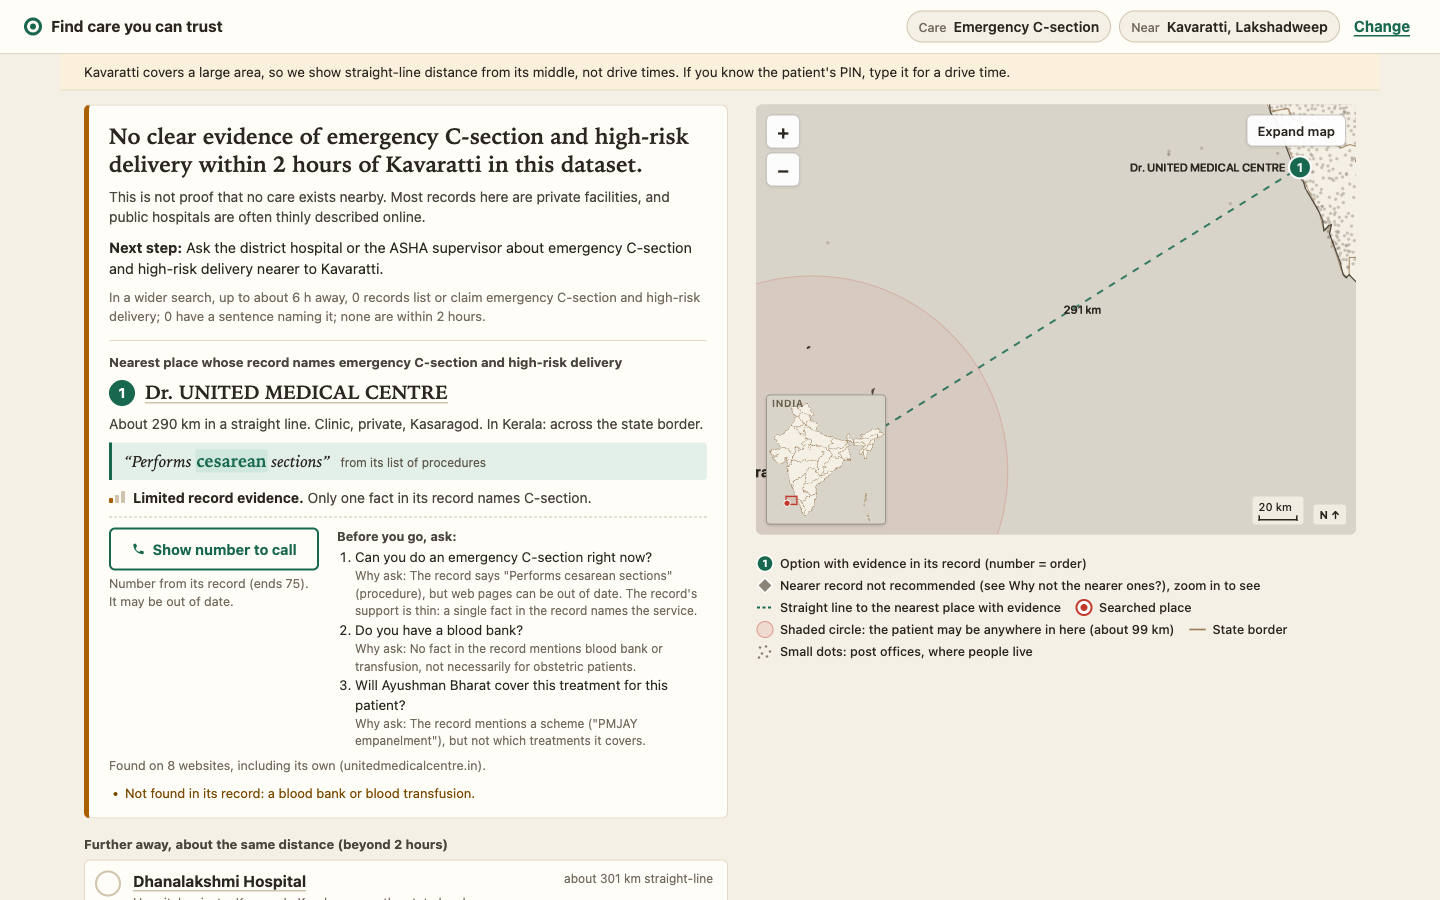 Find care you can trust
Care Emergency C-section
Near Kavaratti, Lakshadweep
Change
Kavaratti covers a large area, so we show straight-line distance from its middle, not drive times. If you know the patient's PIN, type it for a drive time.
No clear evidence of emergency C-section and high-risk
delivery within 2 hours of Kavaratti in this dataset.
This is not proof that no care exists nearby. Most records here are private facilities, and
public hospitals are often thinly described online.
Next step: Ask the district hospital or the ASHA supervisor about emergency C-section
and high-risk delivery nearer to Kavaratti.
In a wider search, up to about 6 h away, 0 records list or claim emergency C-section and high-risk
delivery; 0 have a sentence naming it; none are within 2 hours.
Nearest place whose record names emergency C-section and high-risk delivery
1 Dr. UNITED MEDICAL CENTRE
About 290 km in a straight line. Clinic, private, Kasaragod. In Kerala: across the state border.
“Performs cesarean sections” from its list of procedures
Limited record evidence. Only one fact in its record names C-section.
Show number to call
Number from its record (ends 75).
It may be out of date.
Before you go, ask:
1. Can you do an emergency C-section right now?
Why ask: The record says "Performs cesarean sections"
(procedure), but web pages can be out of date. The record's
support is thin: a single fact in the record names the service.
2. Do you have a blood bank?
Why ask: No fact in the record mentions blood bank or
transfusion, not necessarily for obstetric patients.
3. Will Ayushman Bharat cover this treatment for this
patient?
Why ask: The record mentions a scheme ("PMJAY
empanelment"), but not which treatments it covers.
Found on 8 websites, including its own (unitedmedicalcentre.in).
• Not found in its record: a blood bank or blood transfusion.
Further away, about the same distance (beyond 2 hours)
Dhanalakshmi Hospital
about 301 km straight-line
+
−
Expand map
Dr. UNITED MEDICAL CENTRE 1
291 km
INDIA
20 km
N ↑
1 Option with evidence in its record (number = order)
Nearer record not recommended (see Why not the nearer ones?), zoom in to see
Straight line to the nearest place with evidence
Searched place
Shaded circle: the patient may be anywhere in here (about 99 km)
State border
Small dots: post offices, where people live